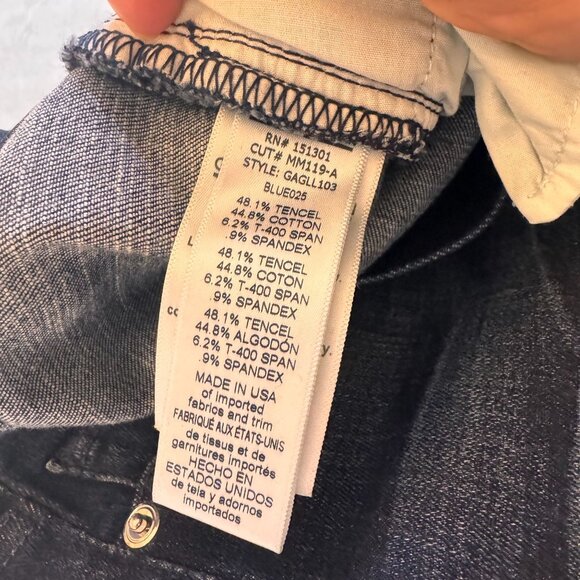 RN# 151301
CUT# MM119-A
STYLE: GAGLL103
BLUE025
48.1% TENCEL
44.8% COTTON
6.2% T-400 SPAN
.9% SPANDEX
48.1% TENCEL
44.8% COTON
6.2% T-400 SPAN
.9% SPANDEX
48.1% TENCEL
44.8% ALGODÓN
6.2% T-400 SPAN
.9% SPANDEX
MADE IN USA
of imported
fabrics and trim
FABRIQUÉ AUX ÉTATS-UNIS
de tissus et de
garnitures importés
HECHO EN
ESTADOS UNIDOS
de tela y adornos
importados